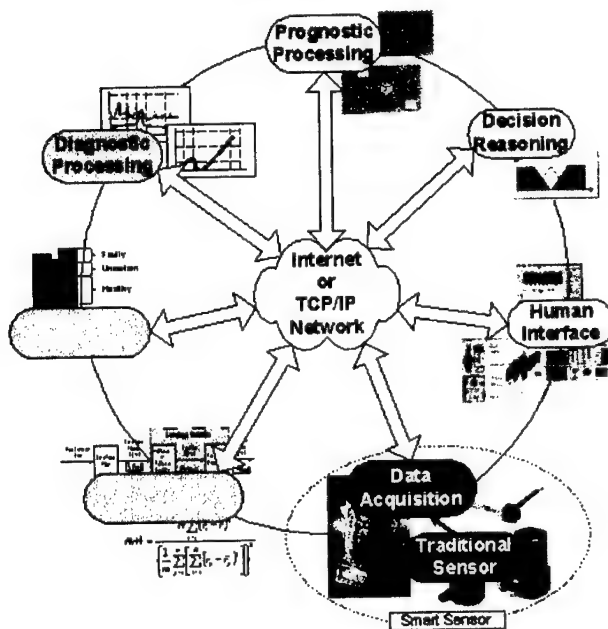 Prognostic
Processing
Diagnostic
Processing
Decision
Reasoning
Faulty
Healthy
Internet
or
TCP/IP
Network
Human
Interface
Data
Acquisition
Traditional
Sensor
Smart Sensor